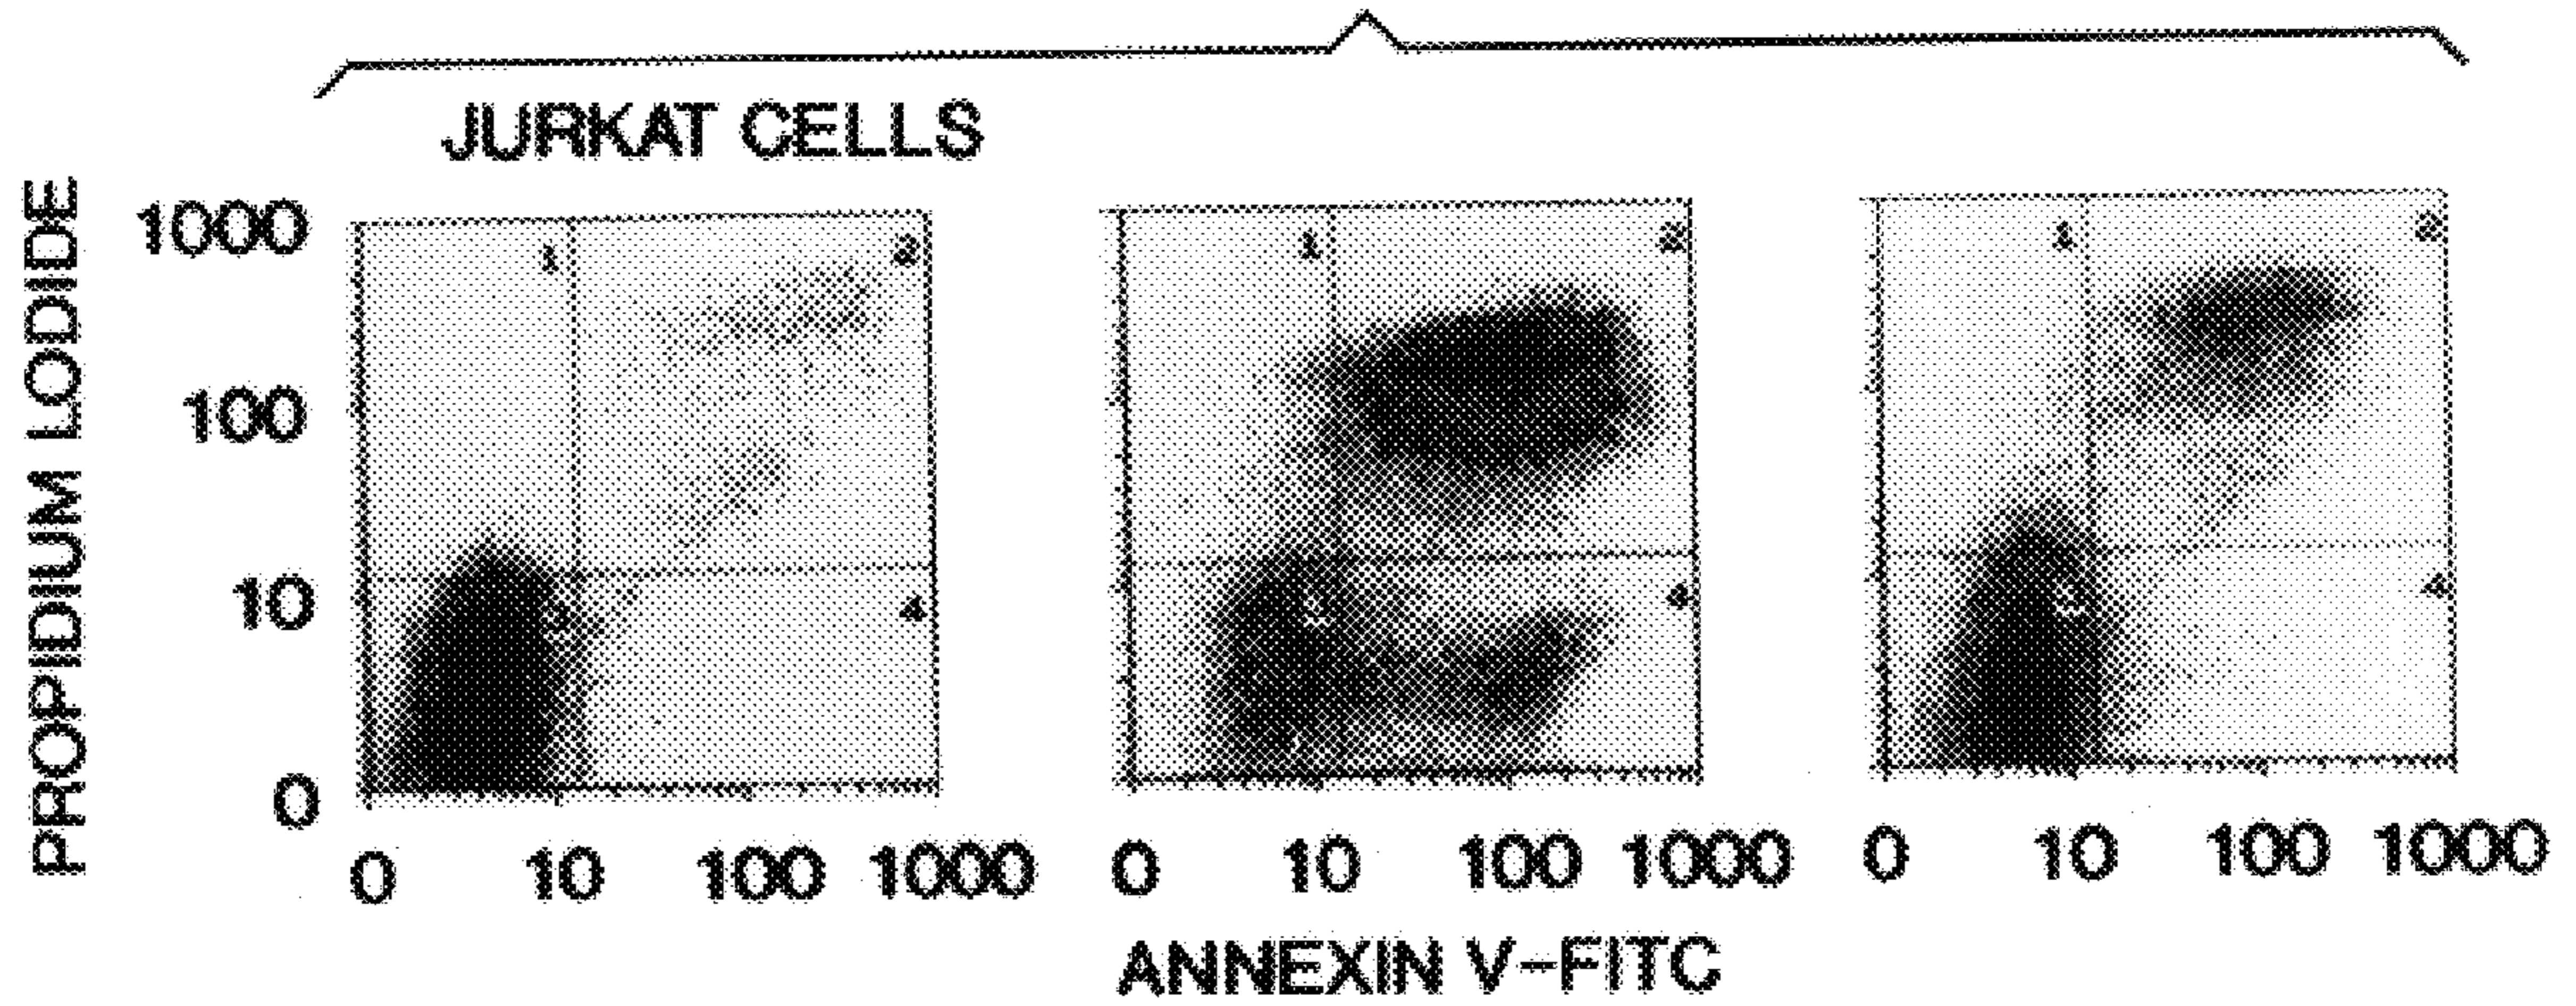 JURKAT CELLS
PROPIDIUM LODIDE
1000
100
10
0
1 2
3 4
1 2
3 4
1 2
3 4
0 10 100 1000 0 10 100 1000 0 10 100 1000
ANNEXIN V-FITC